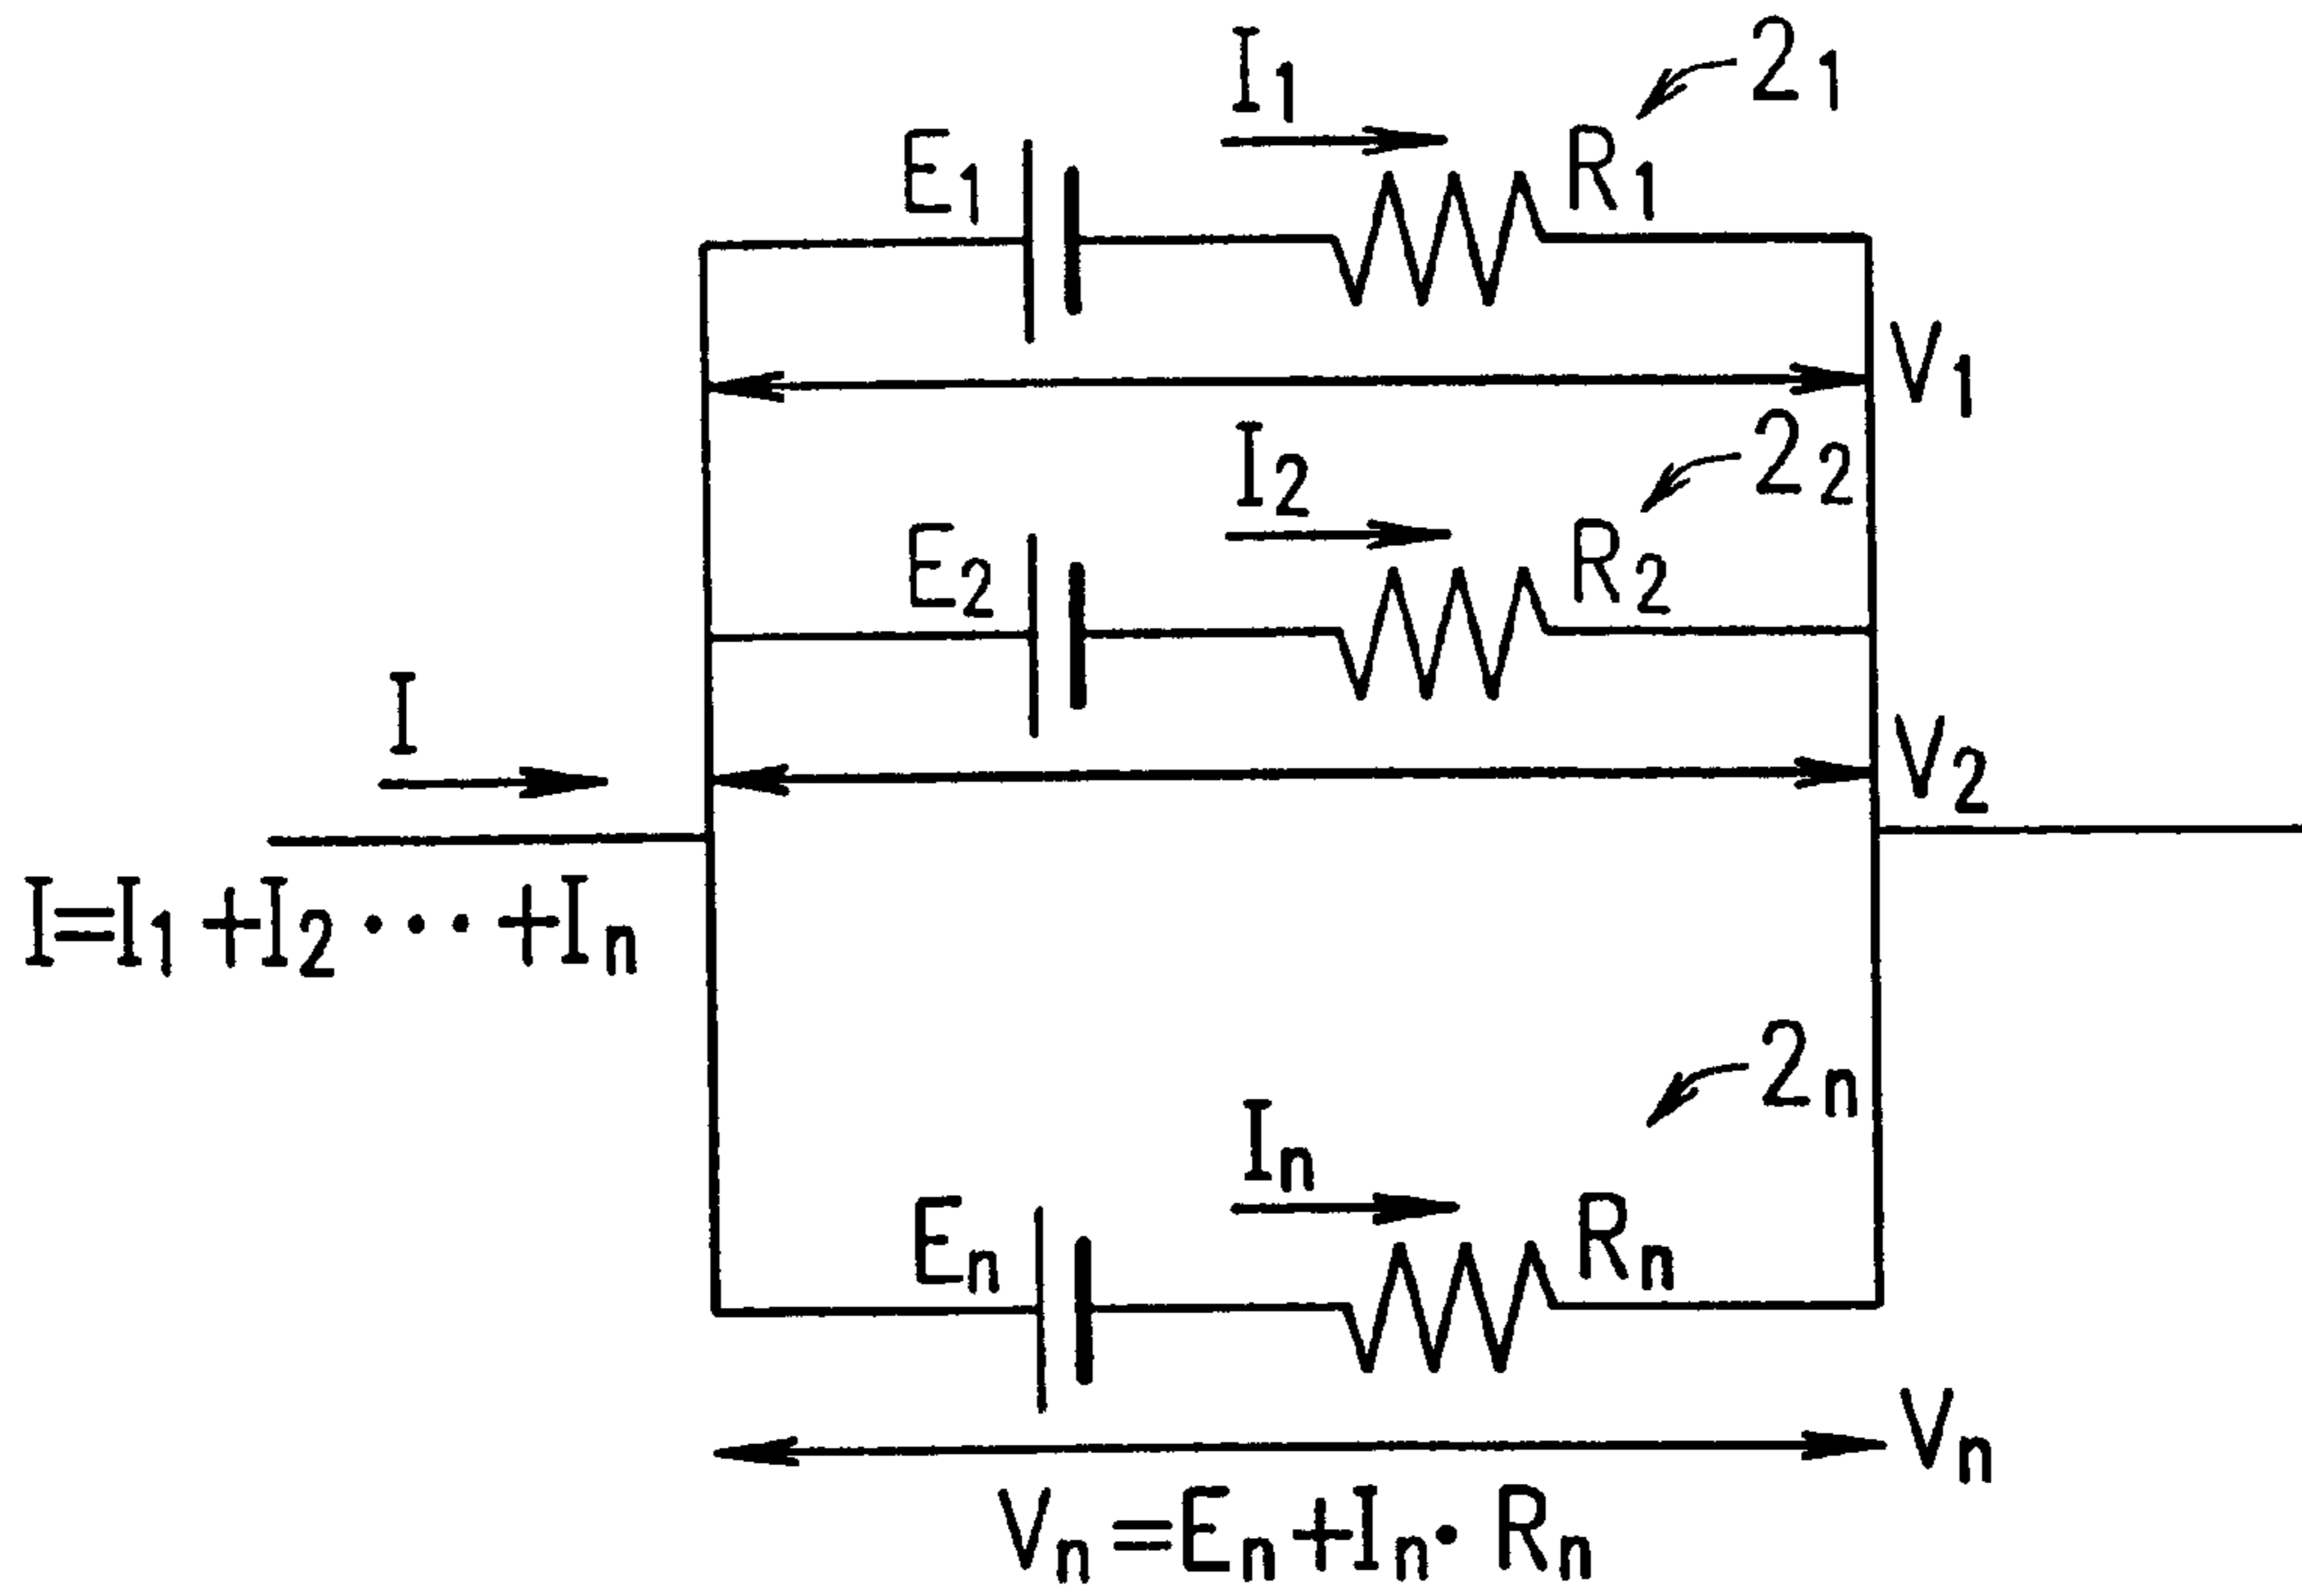 I₁
2₁
E₁
R₁
V₁
I₂
2₂
E₂
R₂
I
V₂
I=I₁+I₂・・・+Iₙ
2ₙ
Iₙ
Eₙ
Rₙ
Vₙ
Vₙ=Eₙ+Iₙ・Rₙ